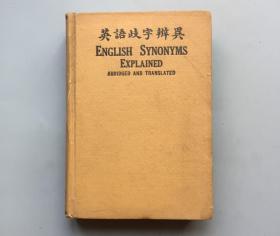 英語歧字辨異
ENGLISH SYNONYMS
EXPLAINED
ABRIDGED AND TRANSLATED